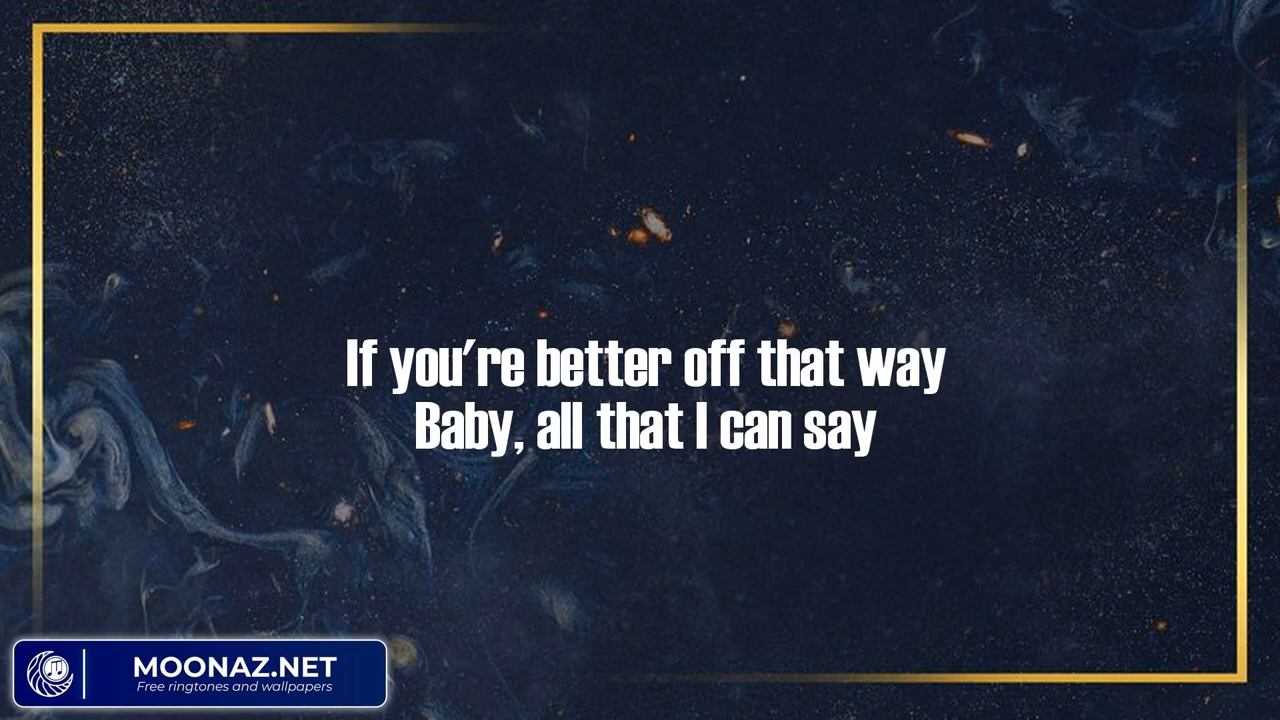 If you're better off that way
Baby, all that I can say
MOONAZ.NET
Free ringtones and wallpapers